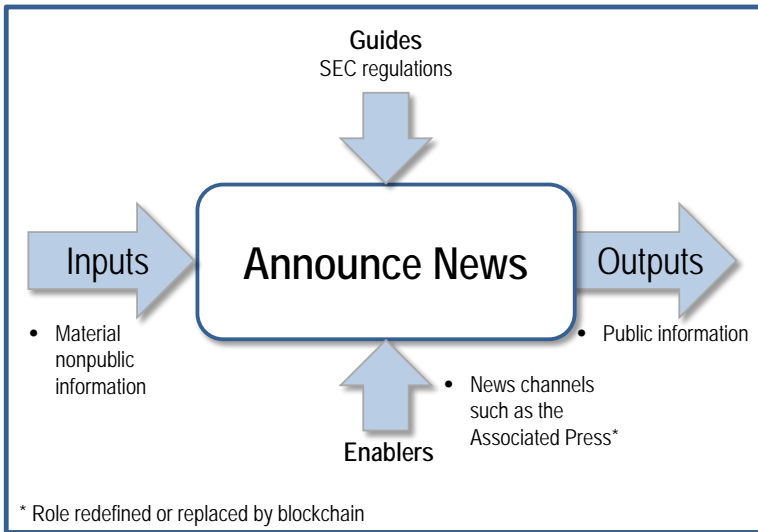 Guides
SEC regulations
Inputs
Announce News
Outputs
• Material
nonpublic
information
• Public information
• News channels
such as the
Associated Press*
Enablers
* Role redefined or replaced by blockchain